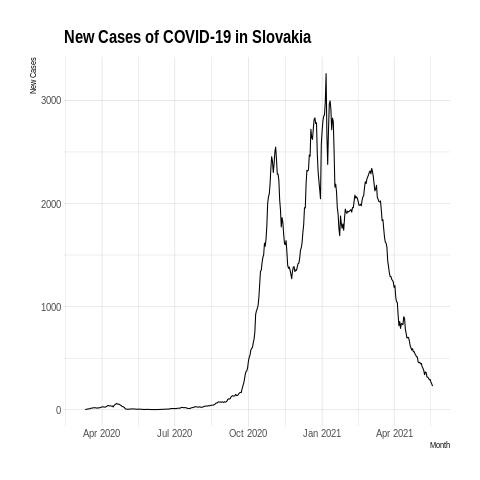 New Cases of COVID-19 in Slovakia
New Cases
3000
2000
1000
0
Apr 2020 Jul 2020 Oct 2020 Jan 2021 Apr 2021
Month